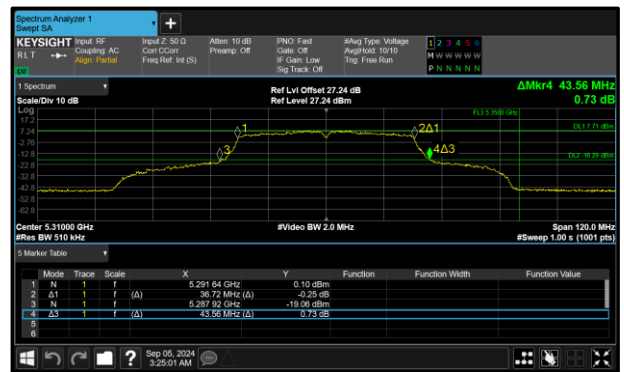 Spectrum Analyzer 1
Swept SA
+
KEYSIGHT Input: RF Input Z: 50 Ω Atten: 10 dB PNO: Fast #Avg Type: Voltage 1 2 3 4 5 6
RLT Coupling: AC Corr CCorr Preamp: Off Gate: Off Avg|Hold: 10/10 M W W W W W
Align: Partial Freq Ref: Int (S) IF Gain: Low Trig: Free Run
Sig Track: Off P N N N N N
LXI
1 Spectrum
Ref Lvl Offset 27.24 dB ΔMkr4 43.56 MHz
Scale/Div 10 dB Ref Level 27.24 dBm 0.73 dB
Log
17.2 FL3 5.3500 GHz
7.24 1 2Δ1 DL1 7.71 dBm
-2.76
-12.8 3 4Δ3 DL2 -18.29 dBm
-22.8
-32.8
-42.8
-52.8
-62.8
Center 5.31000 GHz #Video BW 2.0 MHz Span 120.0 MHz
#Res BW 510 kHz #Sweep 1.00 s (1001 pts)
5 Marker Table
Mode Trace Scale X Y Function Function Width Function Value
1 N 1 f 5.291 64 GHz 0.10 dBm
2 Δ1 1 f (Δ) 36.72 MHz (Δ) -0.25 dB
3 N 1 f 5.287 92 GHz -19.06 dBm
4 Δ3 1 f (Δ) 43.56 MHz (Δ) 0.73 dB
5
6
? Sep 05, 2024
3:25:01 AM